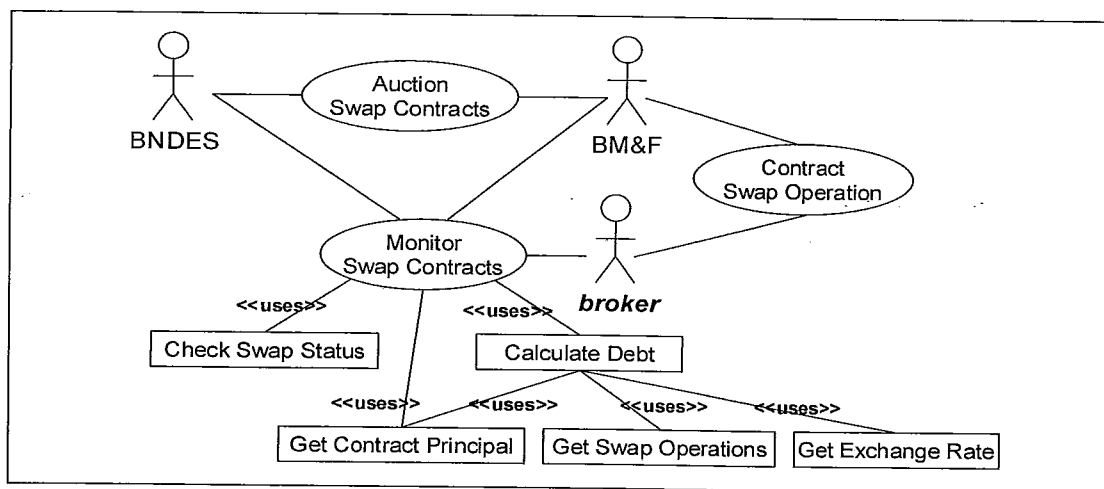 Auction
Swap Contracts
BNDES
BM&F
Contract
Swap Operation
Monitor
Swap Contracts
broker
<<uses>>
<<uses>>
Check Swap Status
Calculate Debt
<<uses>>
<<uses>>
<<uses>>
<<uses>>
Get Contract Principal
Get Swap Operations
Get Exchange Rate